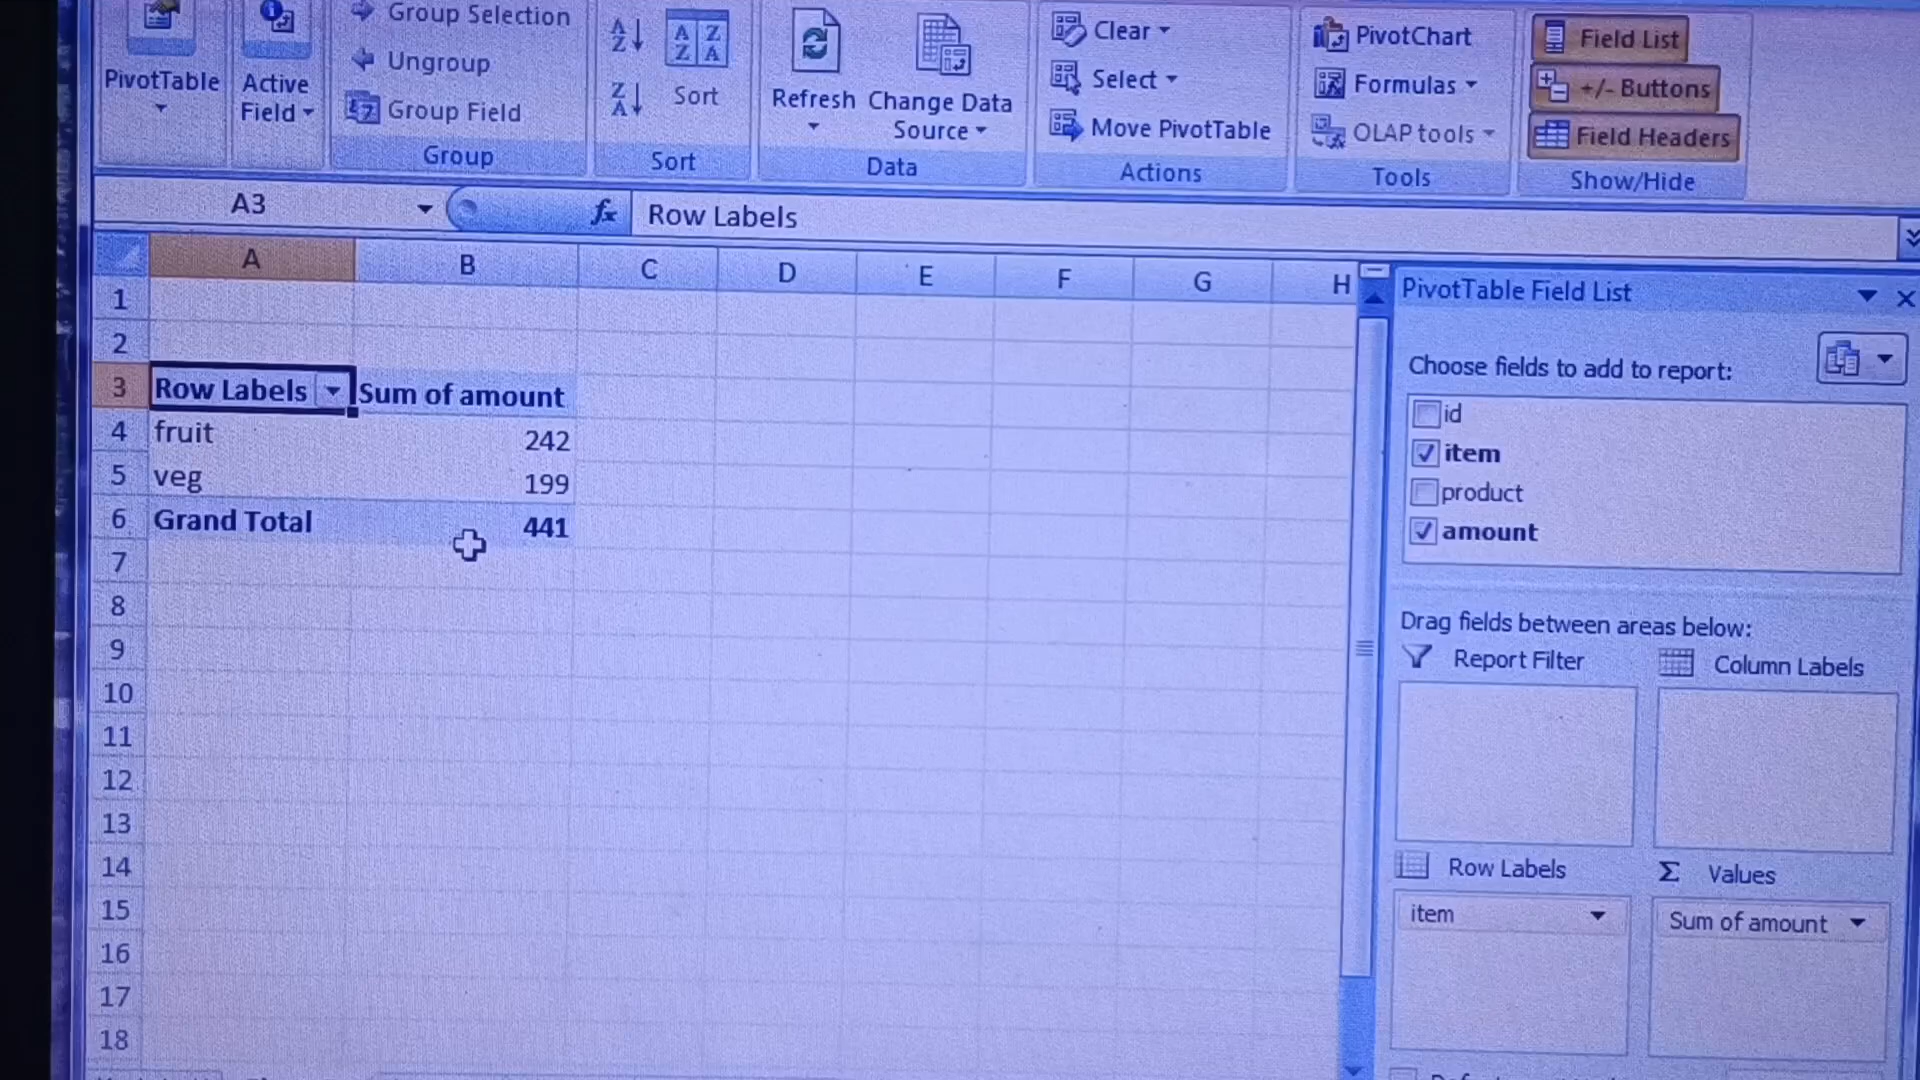 PivotTable
Active Field
Group Selection
Ungroup
Group Field
Group
Sort
Sort
Refresh
Change Data Source
Data
Clear
Select
Move PivotTable
Actions
PivotChart
Formulas
OLAP tools
Tools
Field List
+/- Buttons
Field Headers
Show/Hide
A3
fx
Row Labels
A B C D E F G H
1
2
3 Row Labels Sum of amount
4 fruit 242
5 veg 199
6 Grand Total 441
7
8
9
10
11
12
13
14
15
16
17
18
PivotTable Field List
Choose fields to add to report:
id
item
product
amount
Drag fields between areas below:
Report Filter
Column Labels
Row Labels
Σ Values
item
Sum of amount